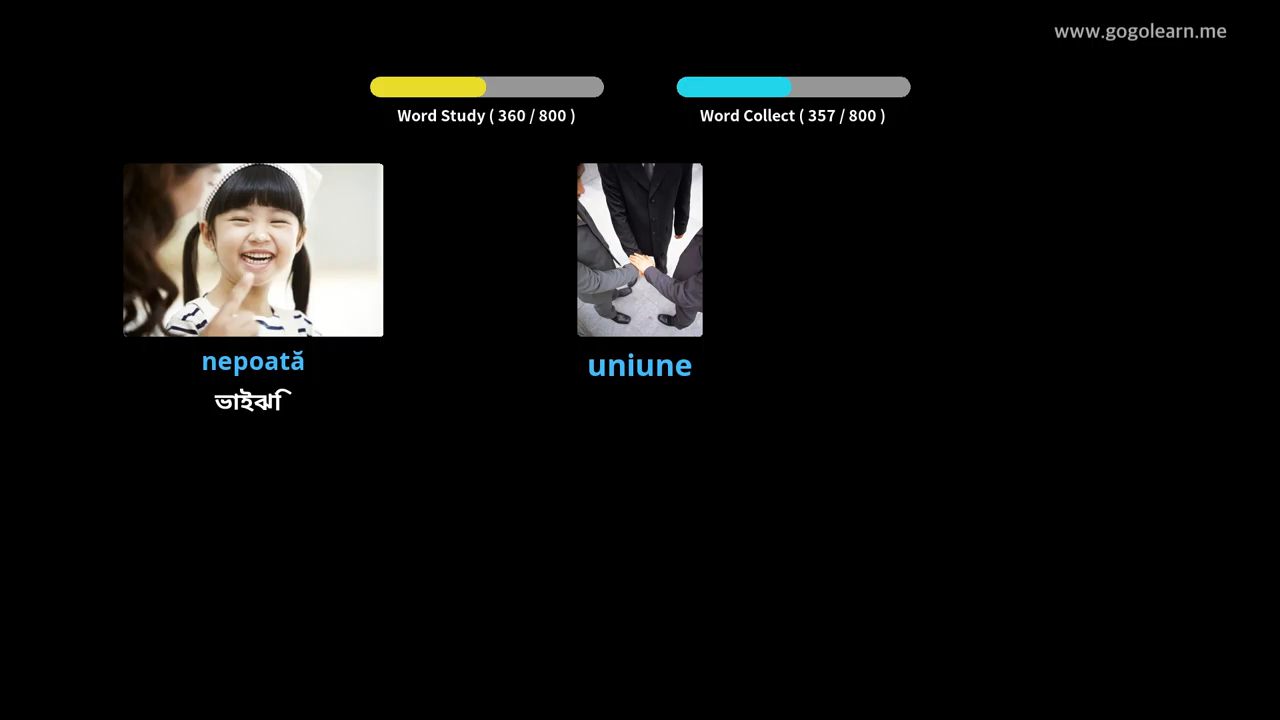 www.gogolearn.me
Word Study ( 360 / 800 )
Word Collect ( 357 / 800 )
nepoată
ভাইঝি
uniune